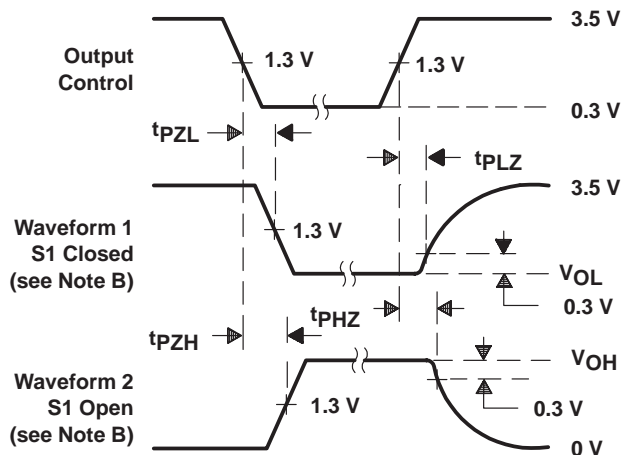 3.5 V
Output
Control
1.3 V
1.3 V
0.3 V
tPZL
tPLZ
3.5 V
Waveform 1
S1 Closed
(see Note B)
1.3 V
VOL
0.3 V
tPZH
tPHZ
VOH
Waveform 2
S1 Open
(see Note B)
1.3 V
0.3 V
0 V